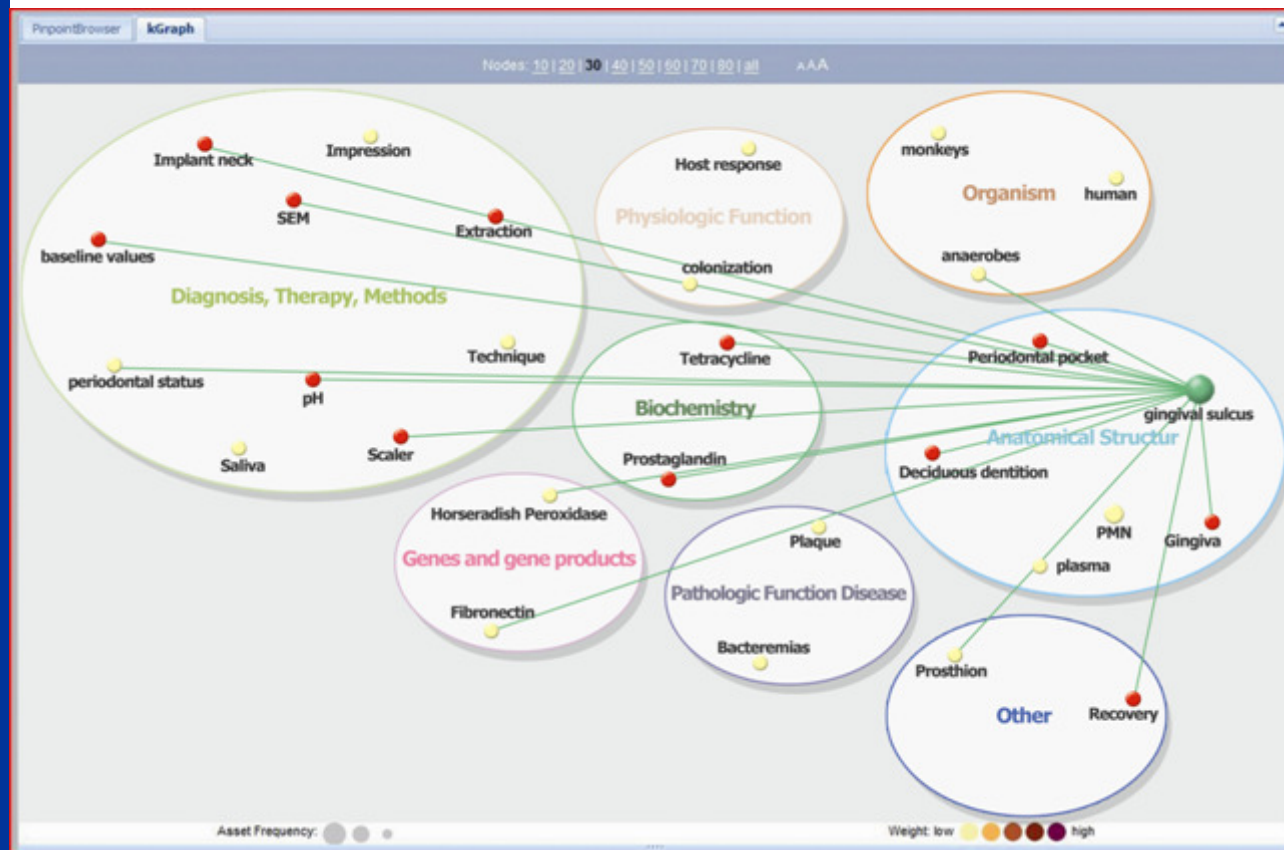 PinpointBrowser kGraph
Nodes: 10 | 20 | 30 | 40 | 50 | 60 | 70 | 80 | all AAA
Implant neck
Impression
SEM
Extraction
baseline values
Diagnosis, Therapy, Methods
Technique
periodontal status
pH
Saliva
Scaler
Host response
Physiologic Function
colonization
monkeys
Organism
human
anaerobes
Tetracycline
Biochemistry
Prostaglandin
Periodontal pocket
gingival sulcus
Anatomical Structur
Deciduous dentition
PMN
Gingiva
plasma
Horseradish Peroxidase
Genes and gene products
Fibronectin
Plaque
Pathologic Function Disease
Bacteremias
Prosthion
Other
Recovery
Asset Frequency:
Weight: low high